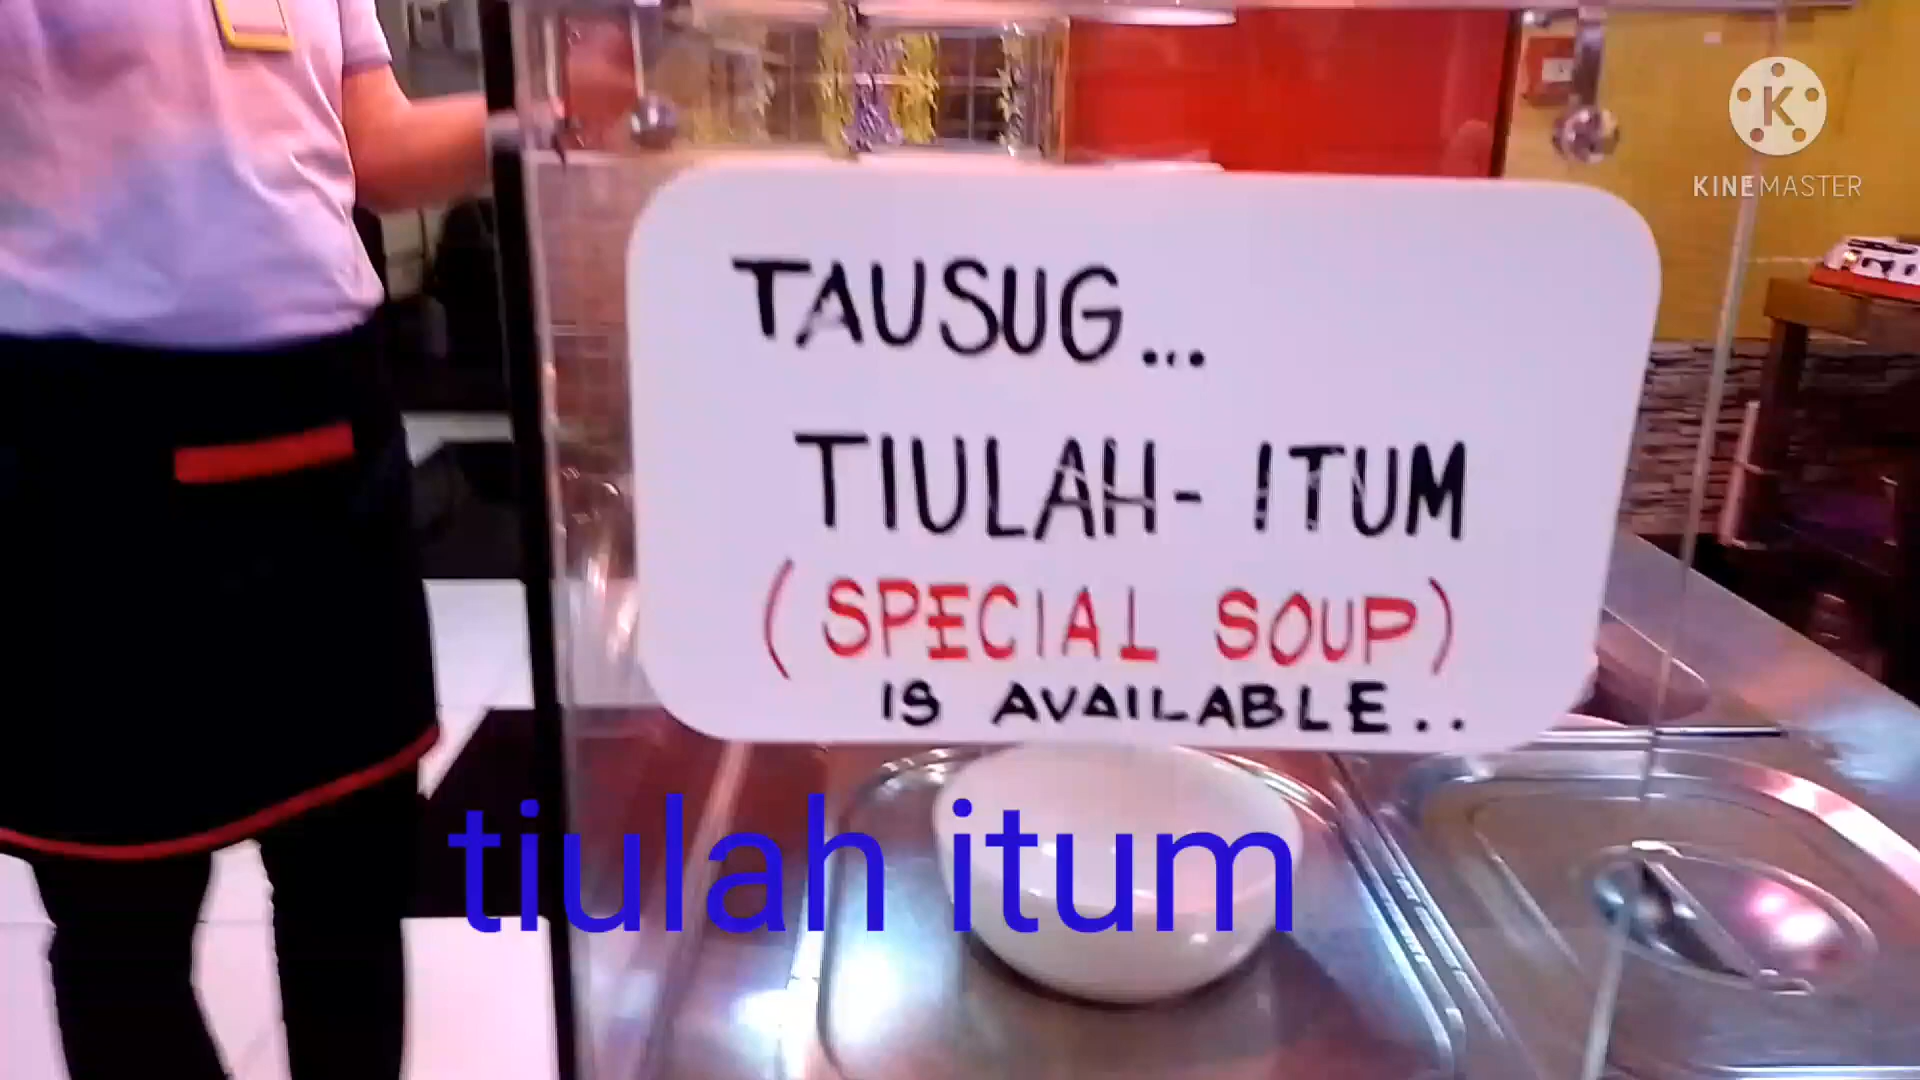 KINEMASTER
TAUSUG...
TIULAH- ITUM
(SPECIAL SOUP)
IS AVAILABLE..
tiulah itum